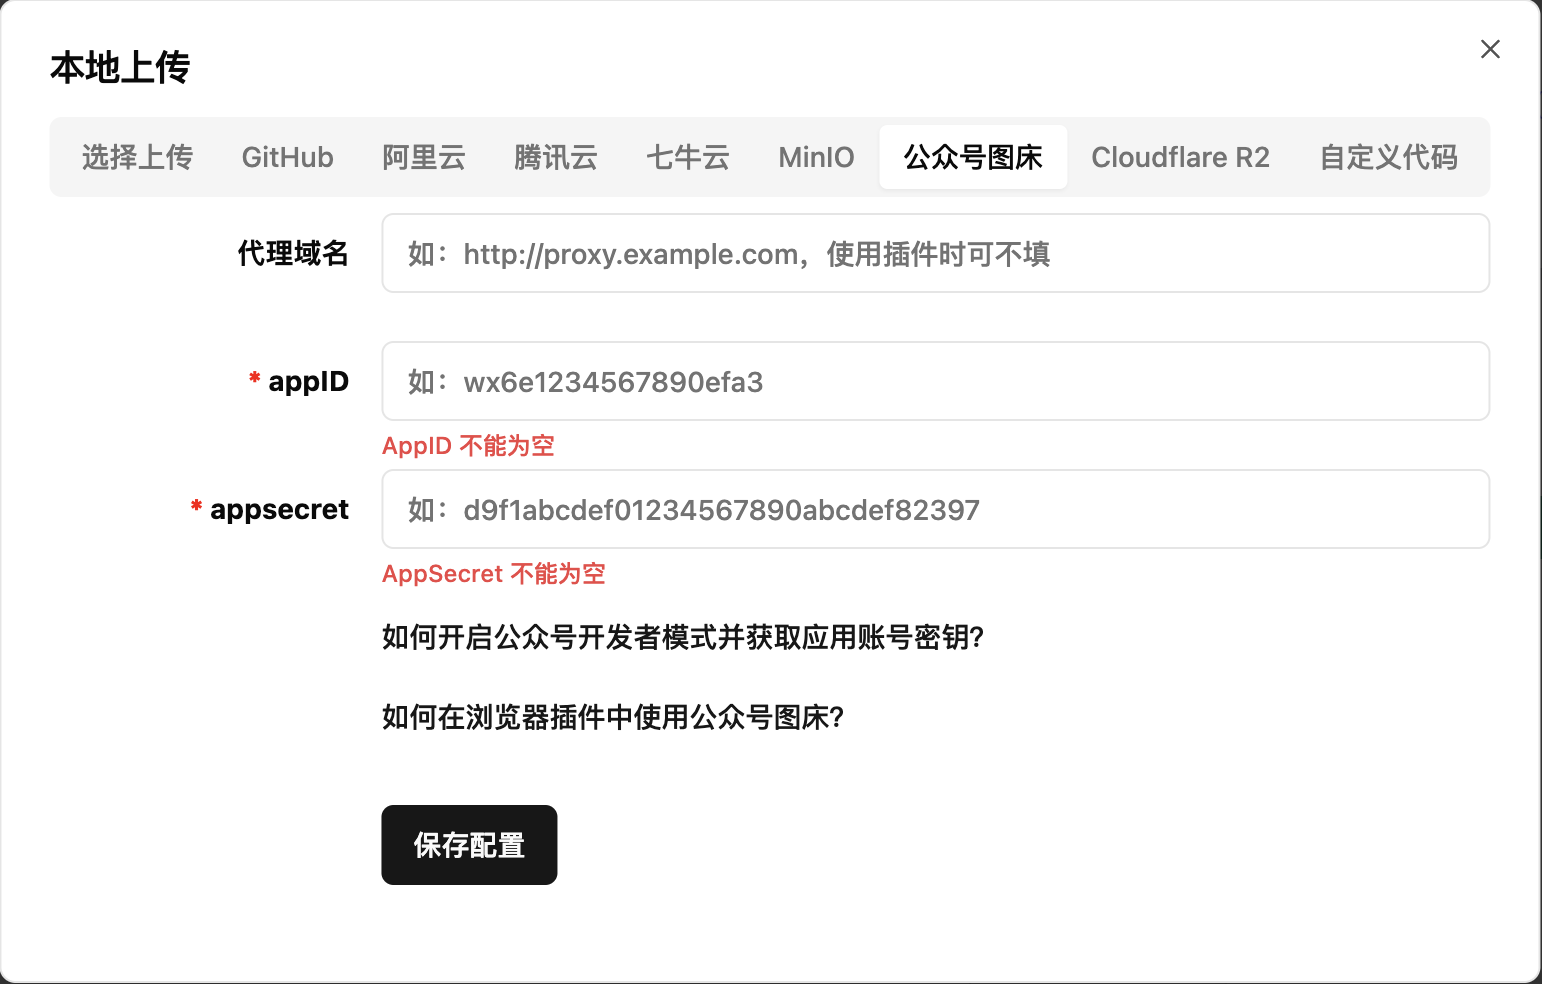 本地上传
选择上传 GitHub 阿里云 腾讯云 七牛云 MinIO 公众号图床 Cloudflare R2 自定义代码
代理域名 如：http://proxy.example.com，使用插件时可不填
* appID 如：wx6e1234567890efa3
AppID 不能为空
* appsecret 如：d9f1abcdef01234567890abcdef82397
AppSecret 不能为空
如何开启公众号开发者模式并获取应用账号密钥?
如何在浏览器插件中使用公众号图床?
保存配置